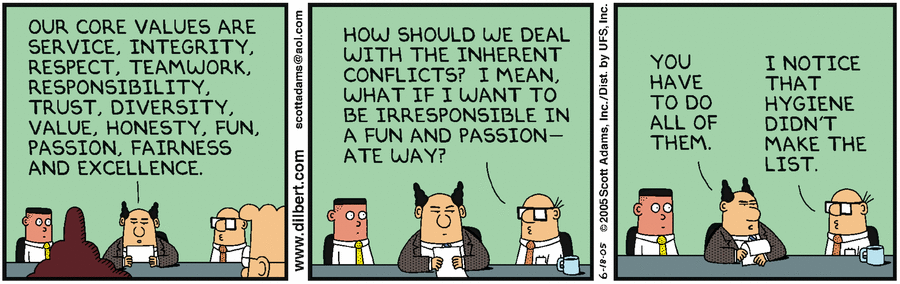 OUR CORE VALUES ARE
SERVICE, INTEGRITY,
RESPECT, TEAMWORK,
RESPONSIBILITY,
TRUST, DIVERSITY,
VALUE, HONESTY, FUN,
PASSION, FAIRNESS
AND EXCELLENCE.
www.dilbert.com
scottadams@aol.com
HOW SHOULD WE DEAL
WITH THE INHERENT
CONFLICTS? I MEAN,
WHAT IF I WANT TO
BE IRRESPONSIBLE IN
A FUN AND PASSION—
ATE WAY?
6-18-05 ©2005 Scott Adams, Inc./Dist. by UFS, Inc.
YOU
HAVE
TO DO
ALL OF
THEM.
I NOTICE
THAT
HYGIENE
DIDN'T
MAKE THE
LIST.